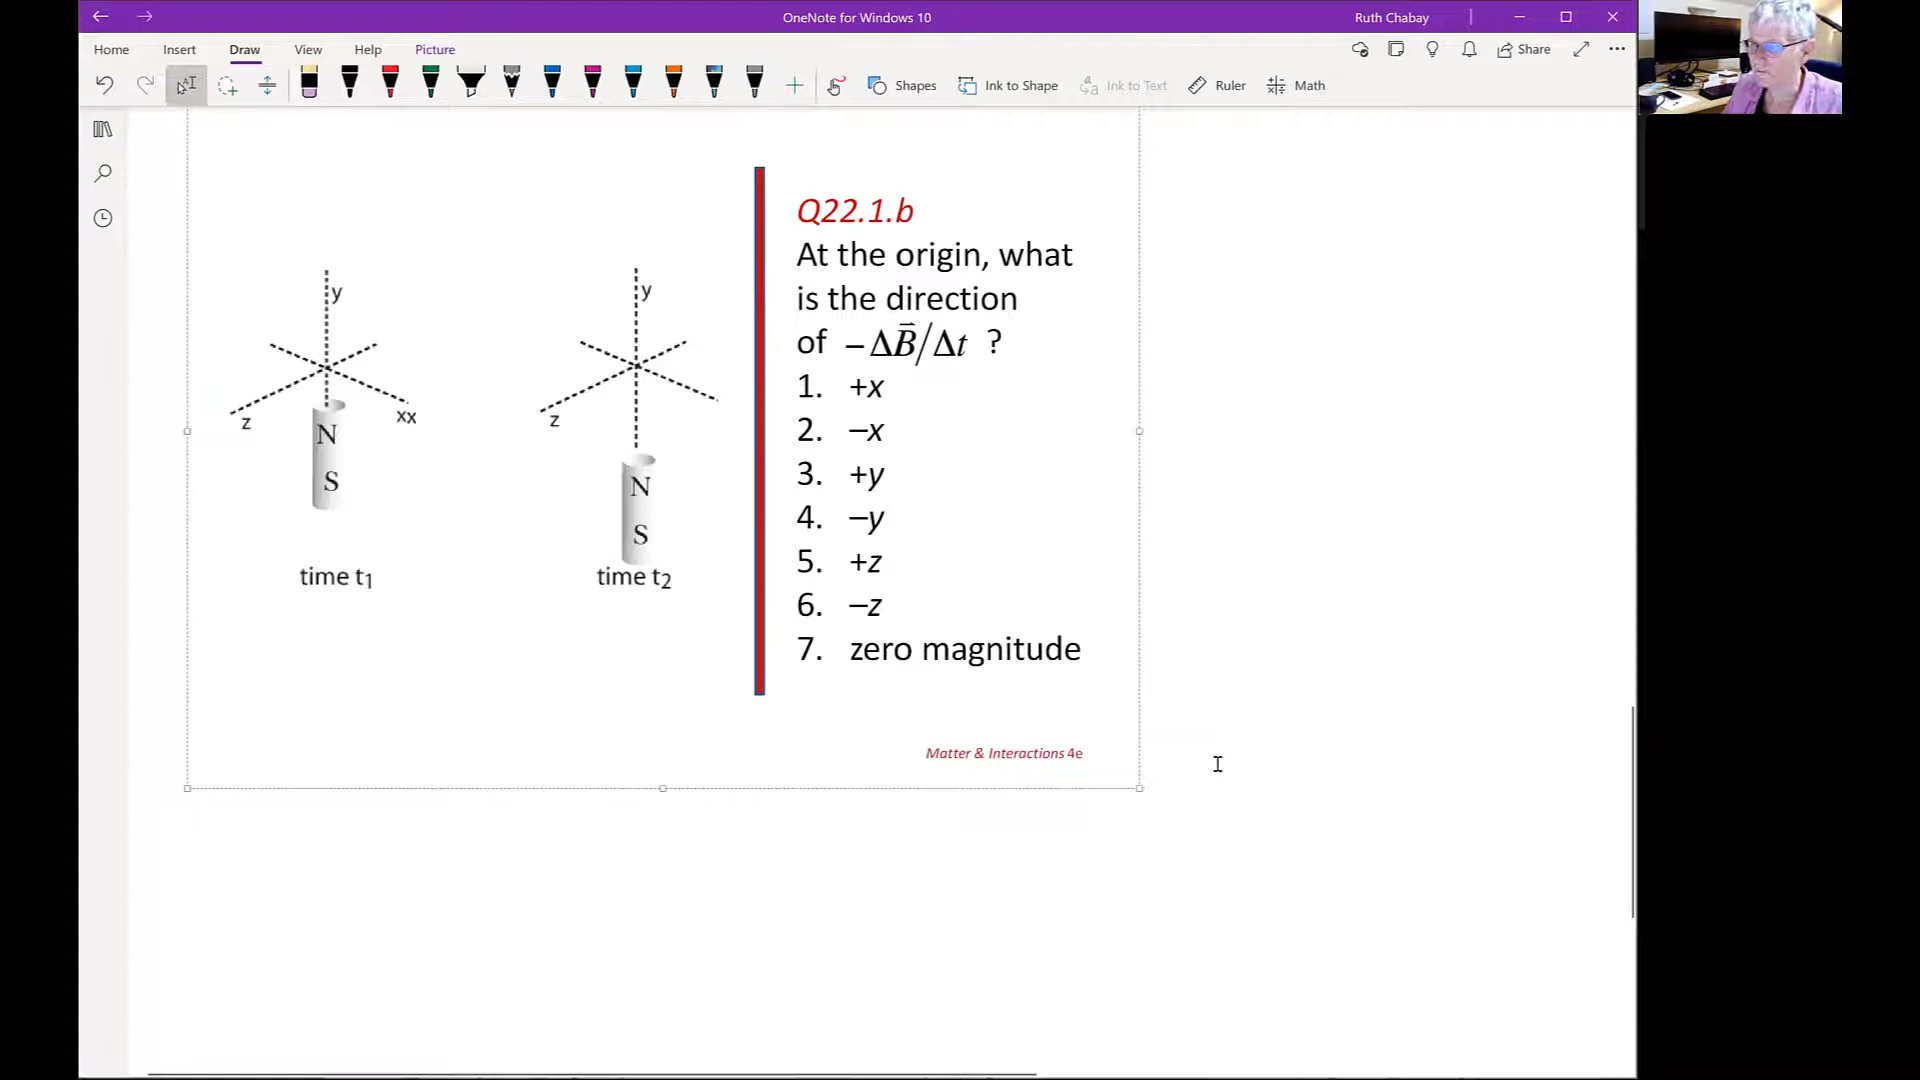 OneNote for Windows 10
Ruth Chabay
Home Insert Draw View Help Picture
Share
Shapes Ink to Shape Ink to Text Ruler Math
y
z
xx
N
S
time t1
y
z
N
S
time t2
Q22.1.b
At the origin, what
is the direction
of −ΔB⃗/Δt ?
1. +x
2. −x
3. +y
4. −y
5. +z
6. −z
7. zero magnitude
Matter & Interactions 4e